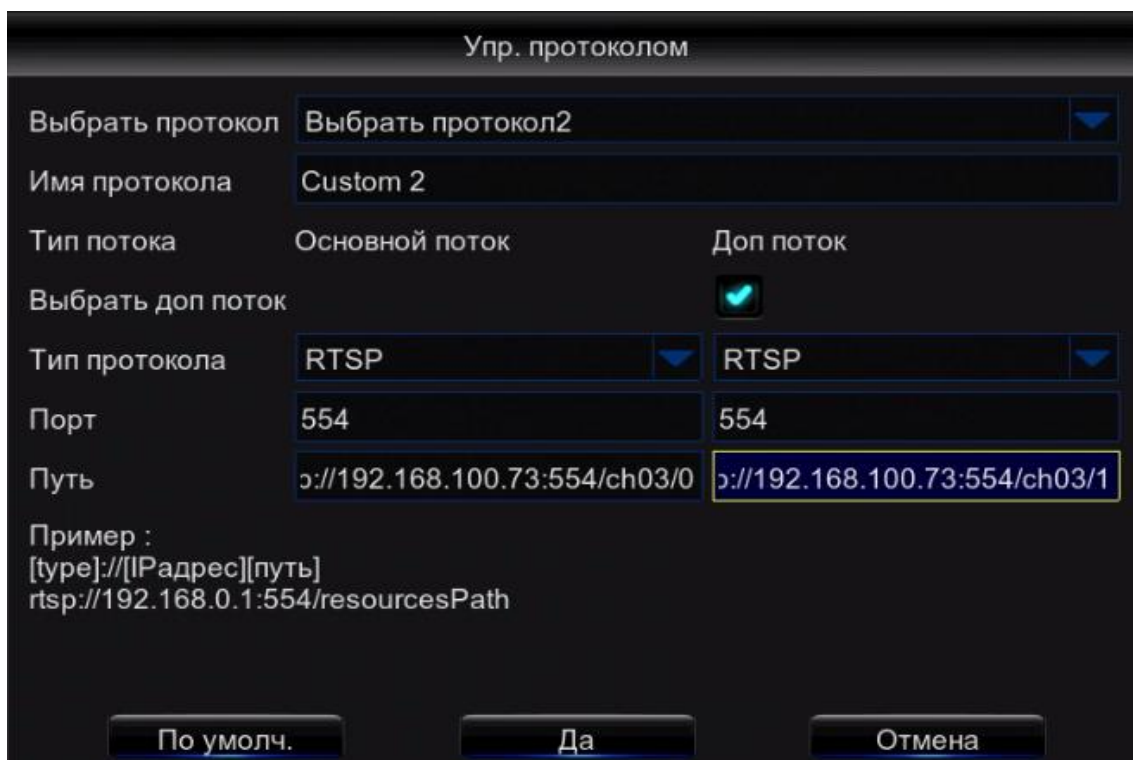 Упр. протоколом
Выбрать протокол Выбрать протокол2
Имя протокола Custom 2
Тип потока Основной поток Доп поток
Выбрать доп поток
Тип протокола RTSP RTSP
Порт 554 554
Путь ://192.168.100.73:554/ch03/0 ://192.168.100.73:554/ch03/1
Пример :
[type]://[IPадрес][путь]
rtsp://192.168.0.1:554/resourcesPath
По умолч. Да Отмена